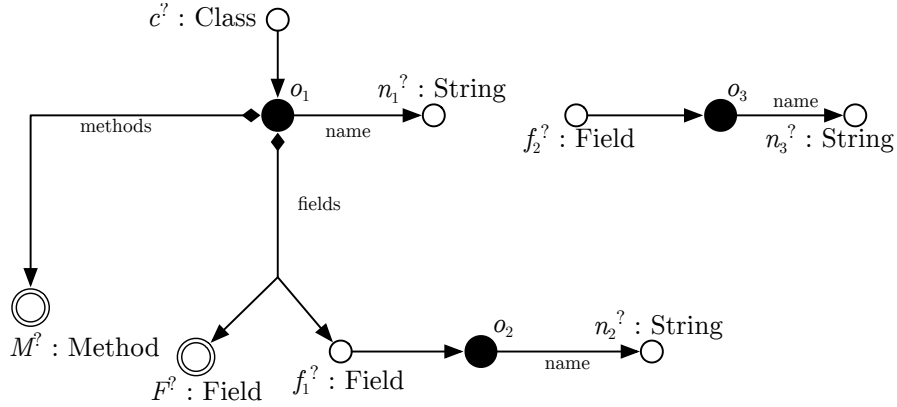 c? : Class
o1
n1? : String
o3
methods
name
name
f2? : Field
n3? : String
fields
o2
n2? : String
M? : Method
name
F? : Field
f1? : Field